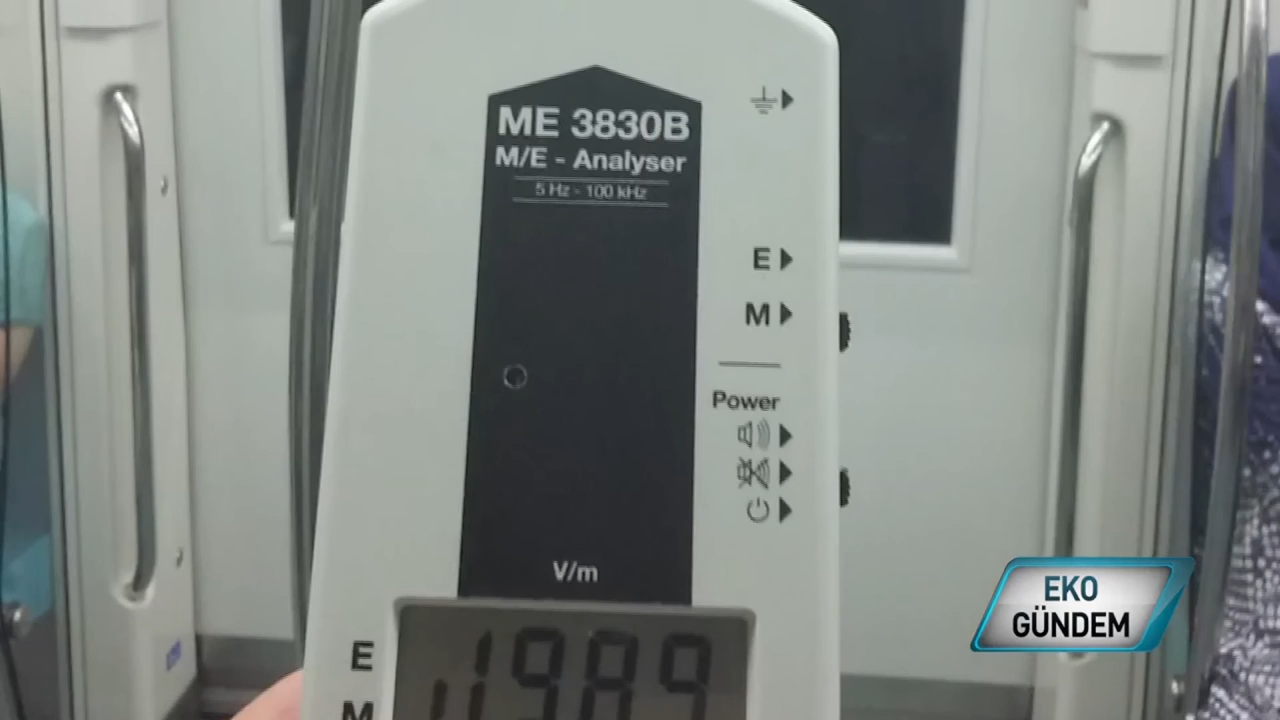 ME 3830B
M/E - Analyser
5 Hz - 100 kHz
E
M
Power
V/m
E
M
1989
EKO
GÜNDEM